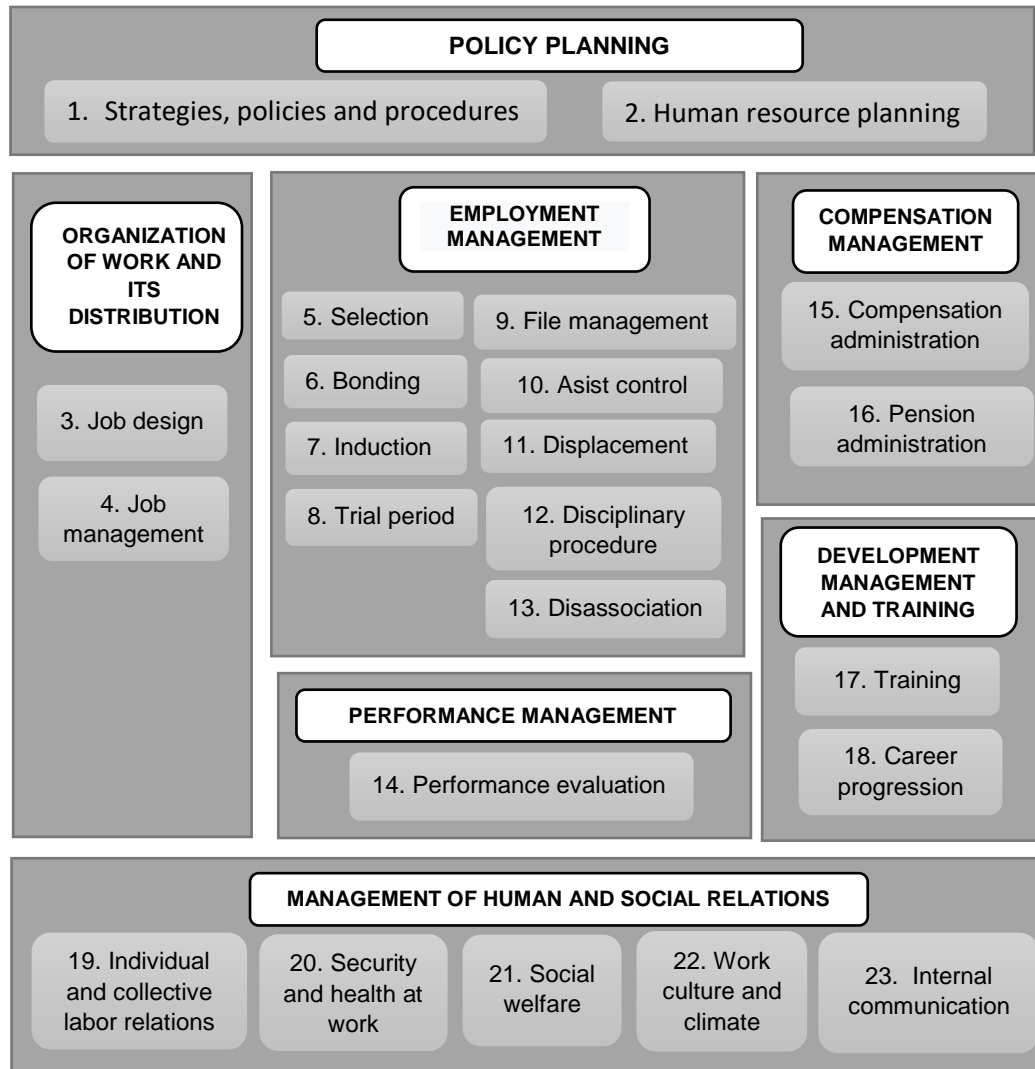 POLICY PLANNING
1. Strategies, policies and procedures
2. Human resource planning
ORGANIZATION
OF WORK AND
ITS
DISTRIBUTION
3. Job design
4. Job
management
EMPLOYMENT
MANAGEMENT
5. Selection
6. Bonding
7. Induction
8. Trial period
9. File management
10. Asist control
11. Displacement
12. Disciplinary
procedure
13. Disassociation
PERFORMANCE MANAGEMENT
14. Performance evaluation
COMPENSATION
MANAGEMENT
15. Compensation
administration
16. Pension
administration
DEVELOPMENT
MANAGEMENT
AND TRAINING
17. Training
18. Career
progression
MANAGEMENT OF HUMAN AND SOCIAL RELATIONS
19. Individual
and collective
labor relations
20. Security
and health at
work
21. Social
welfare
22. Work
culture and
climate
23. Internal
communication